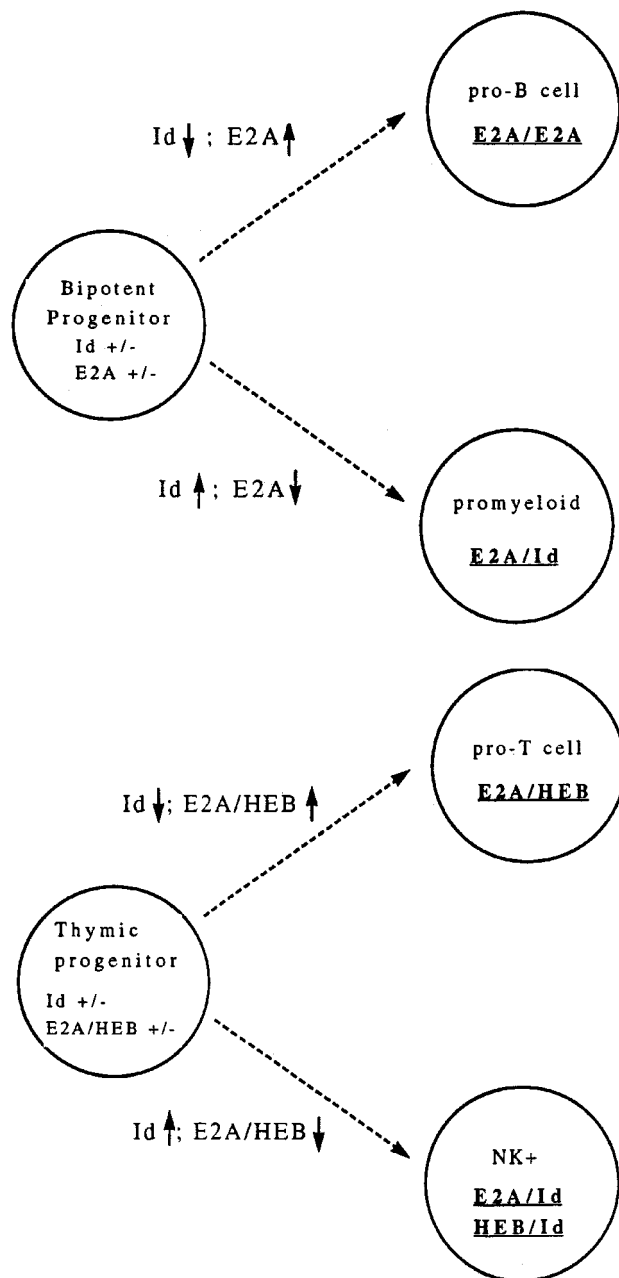 pro-B cell
E2A/E2A
Id ↓ ; E2A ↑
Bipotent
Progenitor
Id +/-
E2A +/-
Id ↑ ; E2A ↓
promyeloid
E2A/Id
pro-T cell
E2A/HEB
Id ↓; E2A/HEB ↑
Thymic
progenitor
Id +/-
E2A/HEB +/-
Id ↑; E2A/HEB ↓
NK+
E2A/Id
HEB/Id